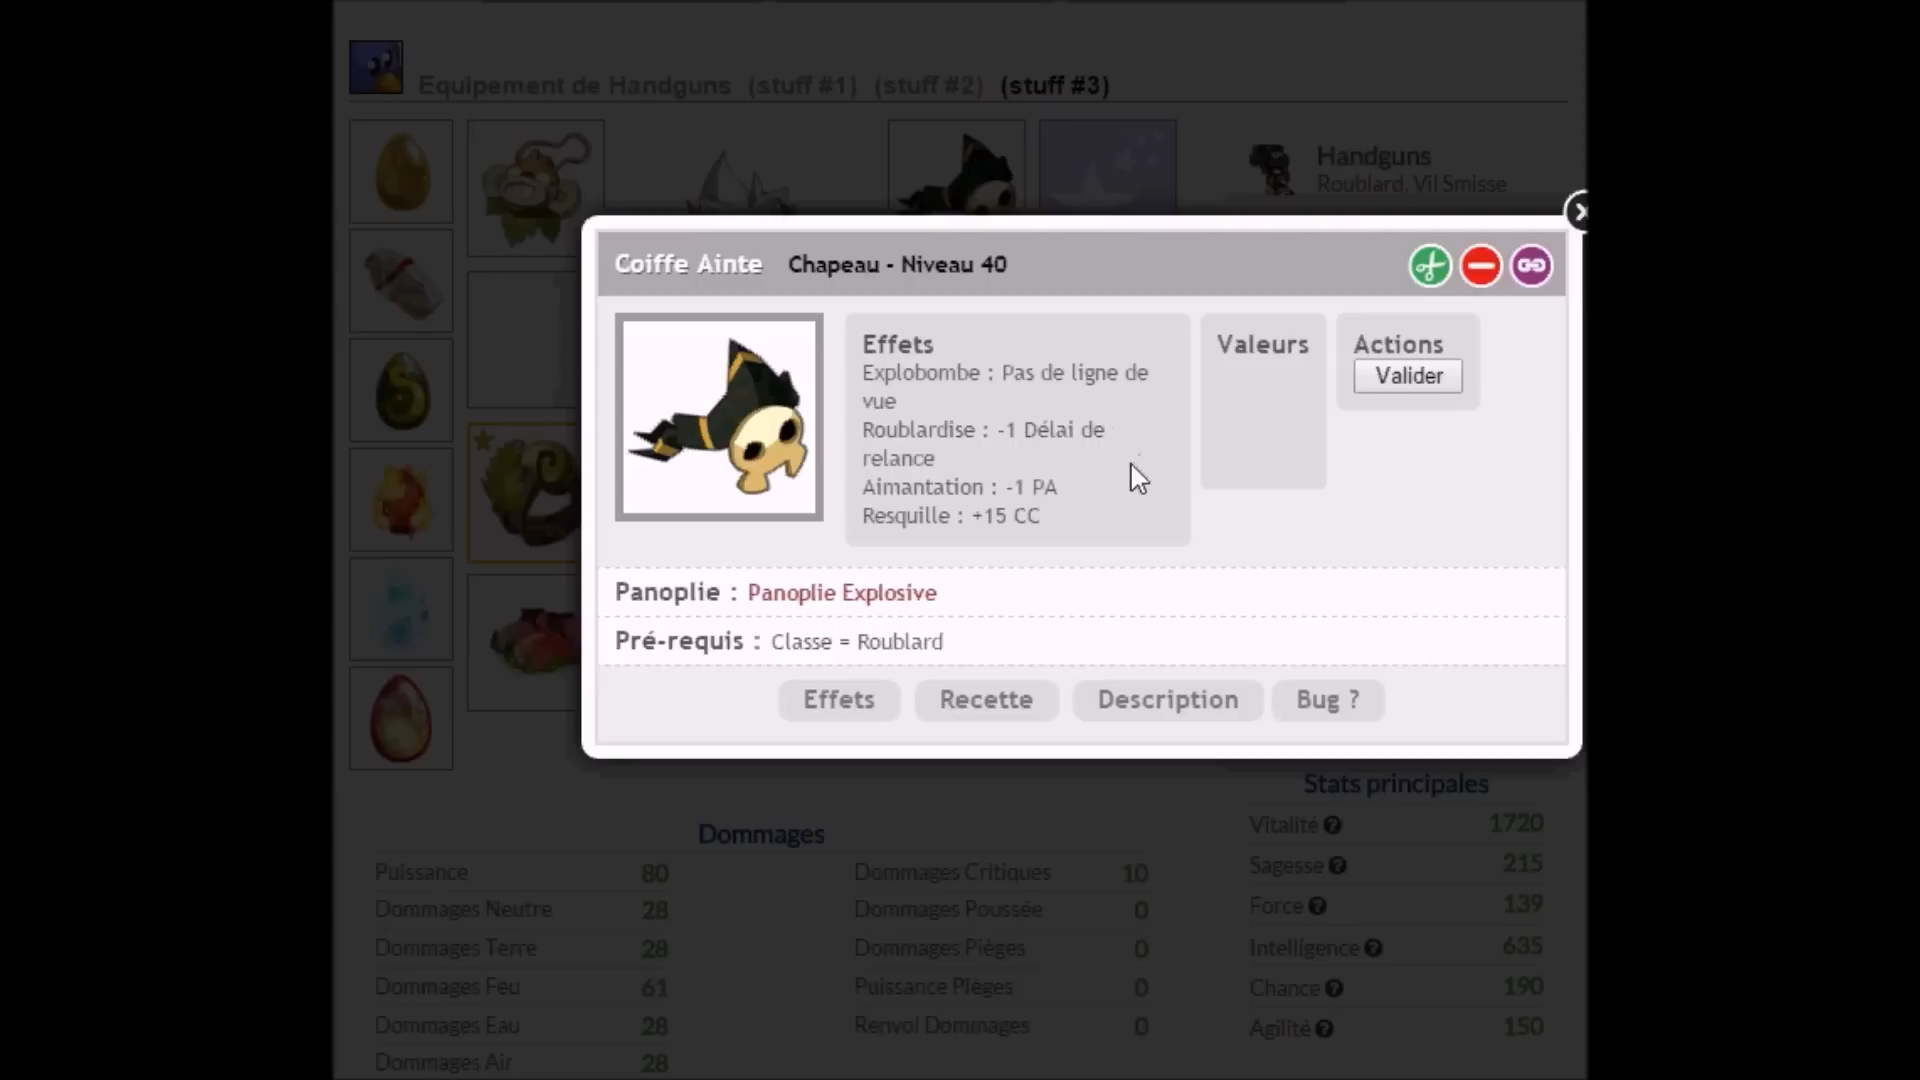 Equipement de Handguns (stuff #1) (stuff #2) (stuff #3)
Handguns
Roublard, Vil Smisse
Coiffe Ainte Chapeau - Niveau 40
Effets
Explobombe : Pas de ligne de
vue
Roublardise : -1 Délai de
relance
Aimantation : -1 PA
Resquille : +15 CC
Valeurs
Actions
Valider
Panoplie : Panoplie Explosive
Pré-requis : Classe = Roublard
Effets Recette Description Bug ?
Dommages
Puissance 80
Dommages Neutre 28
Dommages Terre 28
Dommages Feu 61
Dommages Eau 28
Dommages Air 28
Dommages Critiques 10
Dommages Poussée 0
Dommages Pièges 0
Puissance Pièges 0
Renvoi Dommages 0
Stats principales
Vitalité ? 1720
Sagesse ? 215
Force ? 139
Intelligence ? 635
Chance ? 190
Agilité ? 150